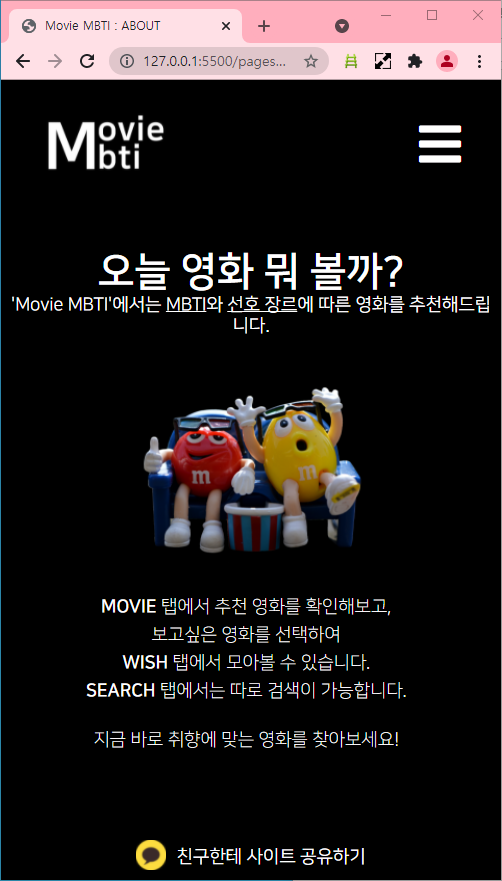 Movie MBTI : ABOUT
127.0.0.1:5500/pages...
Movie
Mbti
오늘 영화 뭐 볼까?
'Movie MBTI'에서는 MBTI와 선호 장르에 따른 영화를 추천해드립
니다.
m
m
MOVIE 탭에서 추천 영화를 확인해보고,
보고싶은 영화를 선택하여
WISH 탭에서 모아볼 수 있습니다.
SEARCH 탭에서는 따로 검색이 가능합니다.
지금 바로 취향에 맞는 영화를 찾아보세요!
친구한테 사이트 공유하기